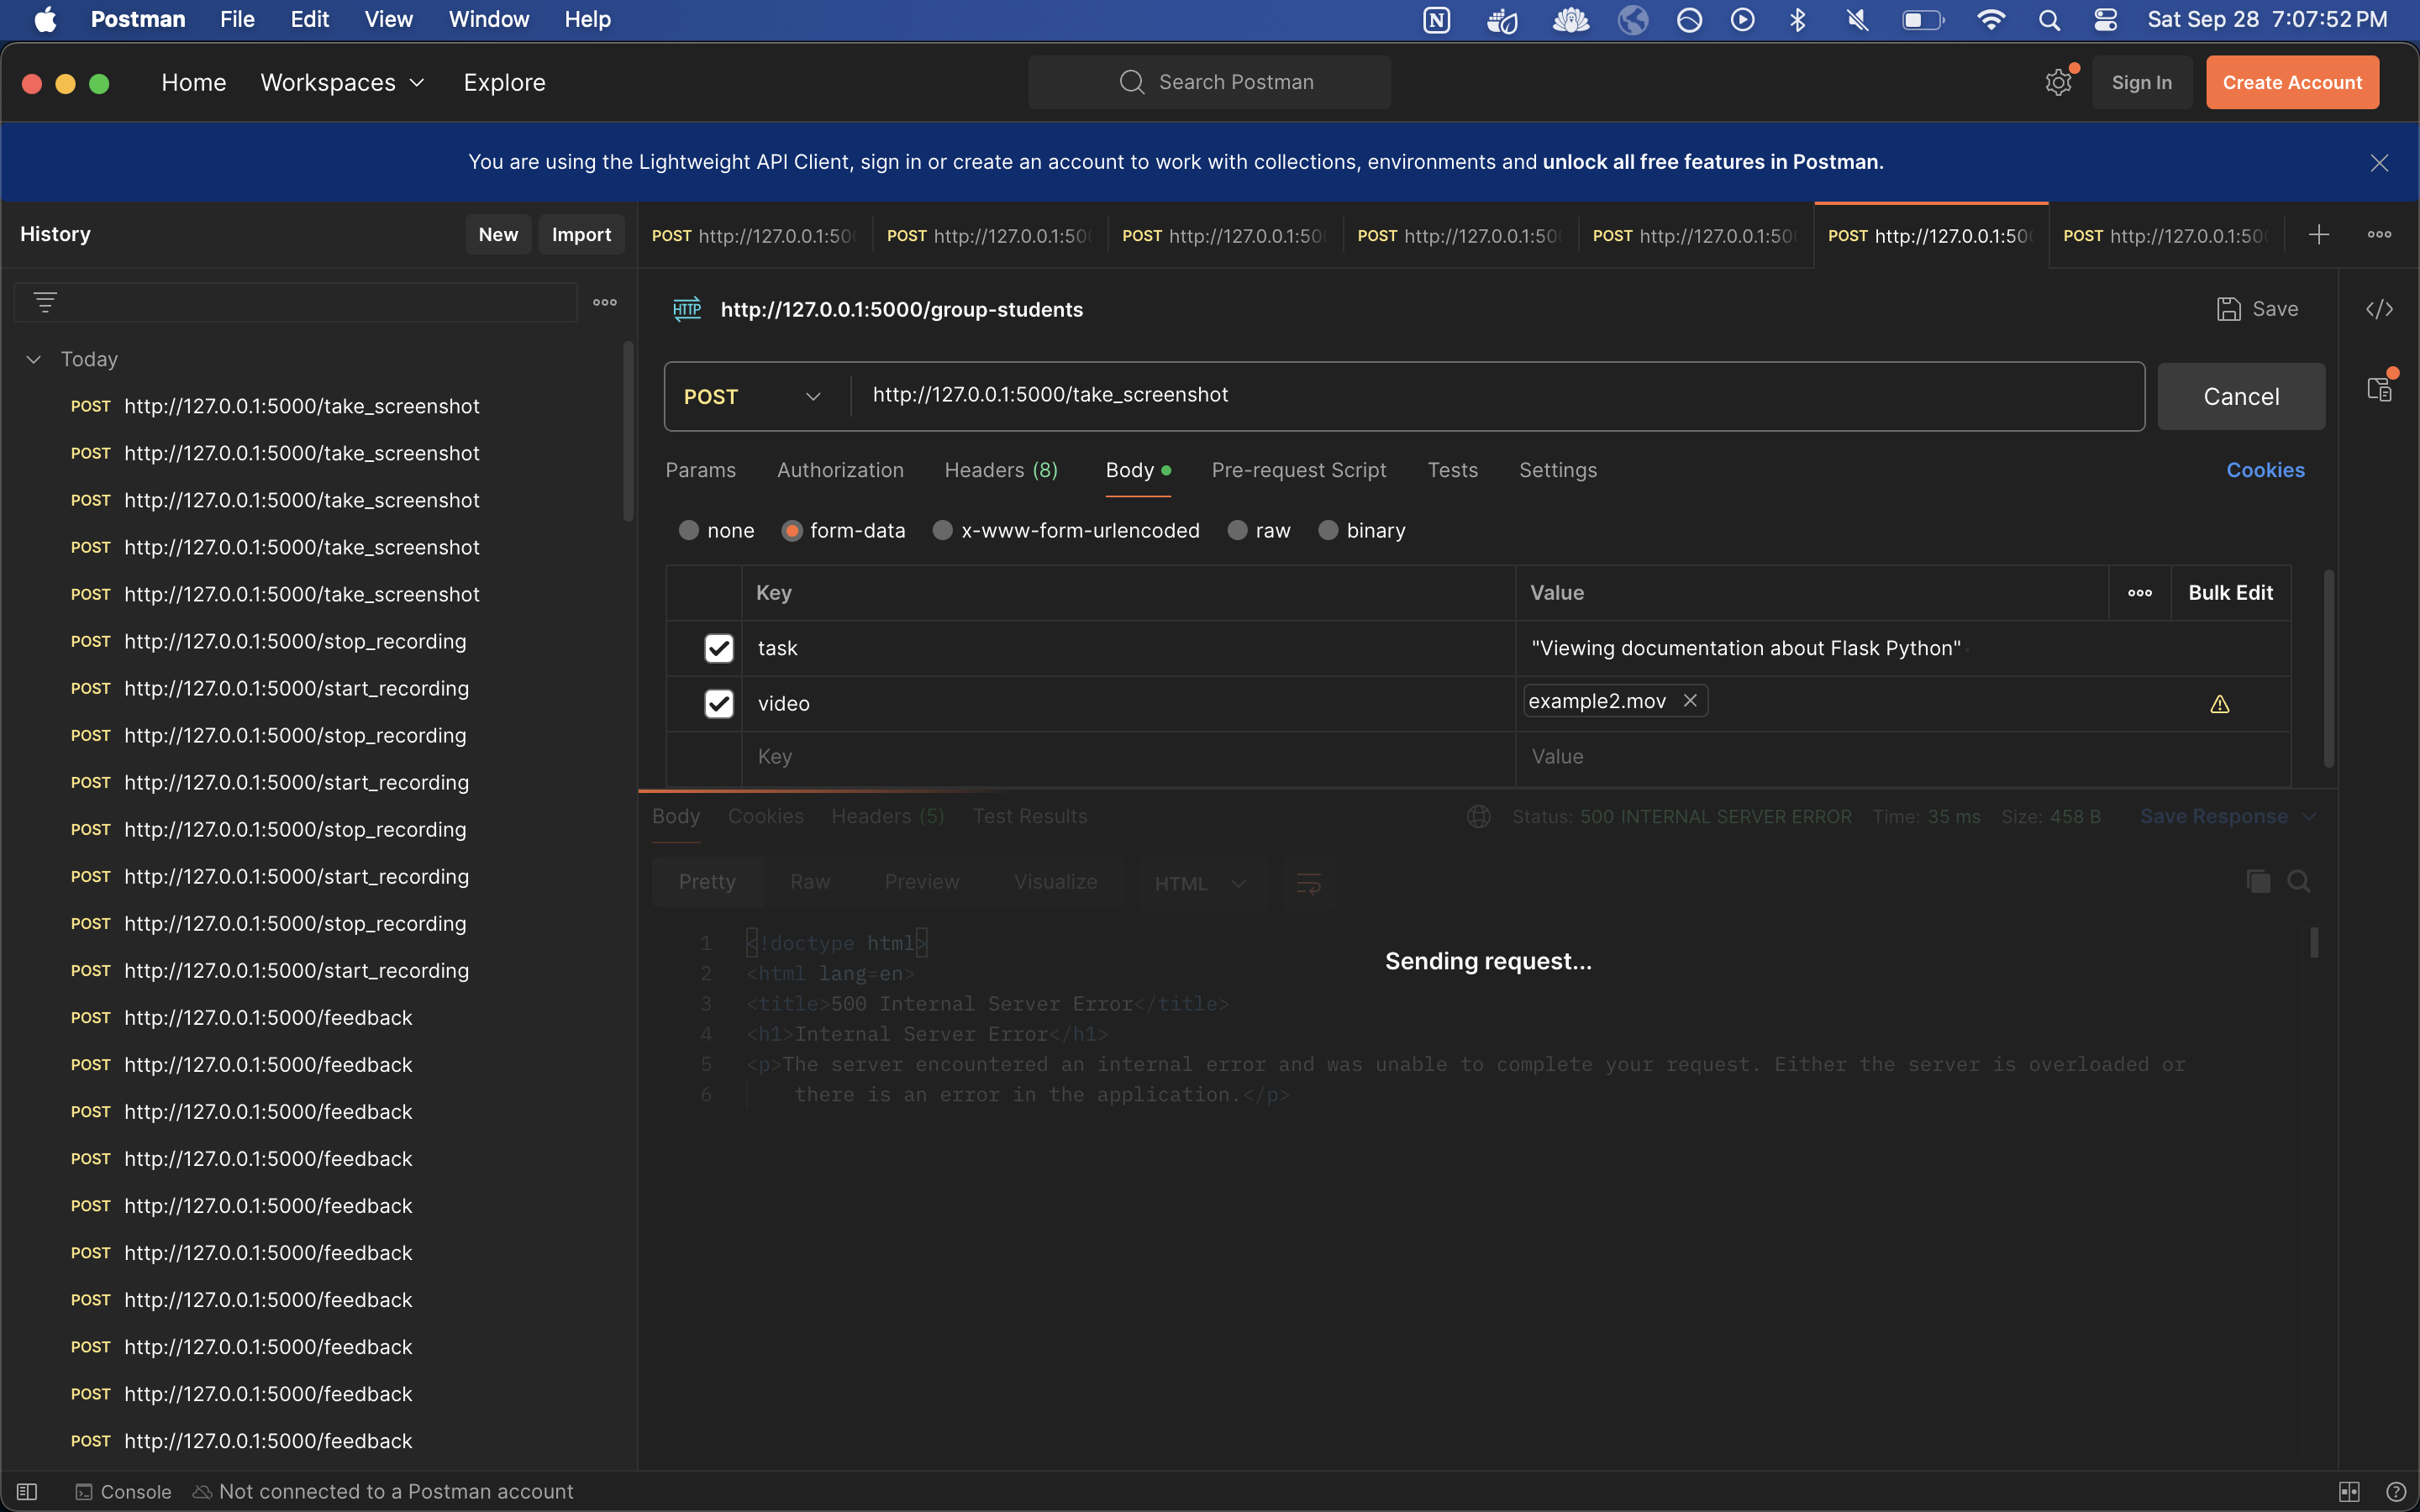 Postman File Edit View Window Help Sat Sep 28 7:07:52 PM
Home Workspaces Explore Search Postman Sign In Create Account
You are using the Lightweight API Client, sign in or create an account to work with collections, environments and unlock all free features in Postman.
History New Import
POST http://127.0.0.1:50 POST http://127.0.0.1:50 POST http://127.0.0.1:50 POST http://127.0.0.1:50 POST http://127.0.0.1:50 POST http://127.0.0.1:50 POST http://127.0.0.1:50
Today
POST http://127.0.0.1:5000/take_screenshot
POST http://127.0.0.1:5000/take_screenshot
POST http://127.0.0.1:5000/take_screenshot
POST http://127.0.0.1:5000/take_screenshot
POST http://127.0.0.1:5000/take_screenshot
POST http://127.0.0.1:5000/stop_recording
POST http://127.0.0.1:5000/start_recording
POST http://127.0.0.1:5000/stop_recording
POST http://127.0.0.1:5000/start_recording
POST http://127.0.0.1:5000/stop_recording
POST http://127.0.0.1:5000/start_recording
POST http://127.0.0.1:5000/stop_recording
POST http://127.0.0.1:5000/start_recording
POST http://127.0.0.1:5000/feedback
POST http://127.0.0.1:5000/feedback
POST http://127.0.0.1:5000/feedback
POST http://127.0.0.1:5000/feedback
POST http://127.0.0.1:5000/feedback
POST http://127.0.0.1:5000/feedback
POST http://127.0.0.1:5000/feedback
POST http://127.0.0.1:5000/feedback
POST http://127.0.0.1:5000/feedback
POST http://127.0.0.1:5000/feedback
HTTP http://127.0.0.1:5000/group-students Save
POST http://127.0.0.1:5000/take_screenshot Cancel
Params Authorization Headers (8) Body Pre-request Script Tests Settings Cookies
none form-data x-www-form-urlencoded raw binary
Key Value Bulk Edit
task "Viewing documentation about Flask Python"
video example2.mov
Key Value
Body Cookies Headers (5) Test Results Status: 500 INTERNAL SERVER ERROR Time: 35 ms Size: 458 B Save Response
Pretty Raw Preview Visualize HTML
1 <!doctype html>
Sending request...
2 <html lang=en>
3 <title>500 Internal Server Error</title>
4 <h1>Internal Server Error</h1>
5 <p>The server encountered an internal error and was unable to complete your request. Either the server is overloaded or
6 there is an error in the application.</p>
Console Not connected to a Postman account